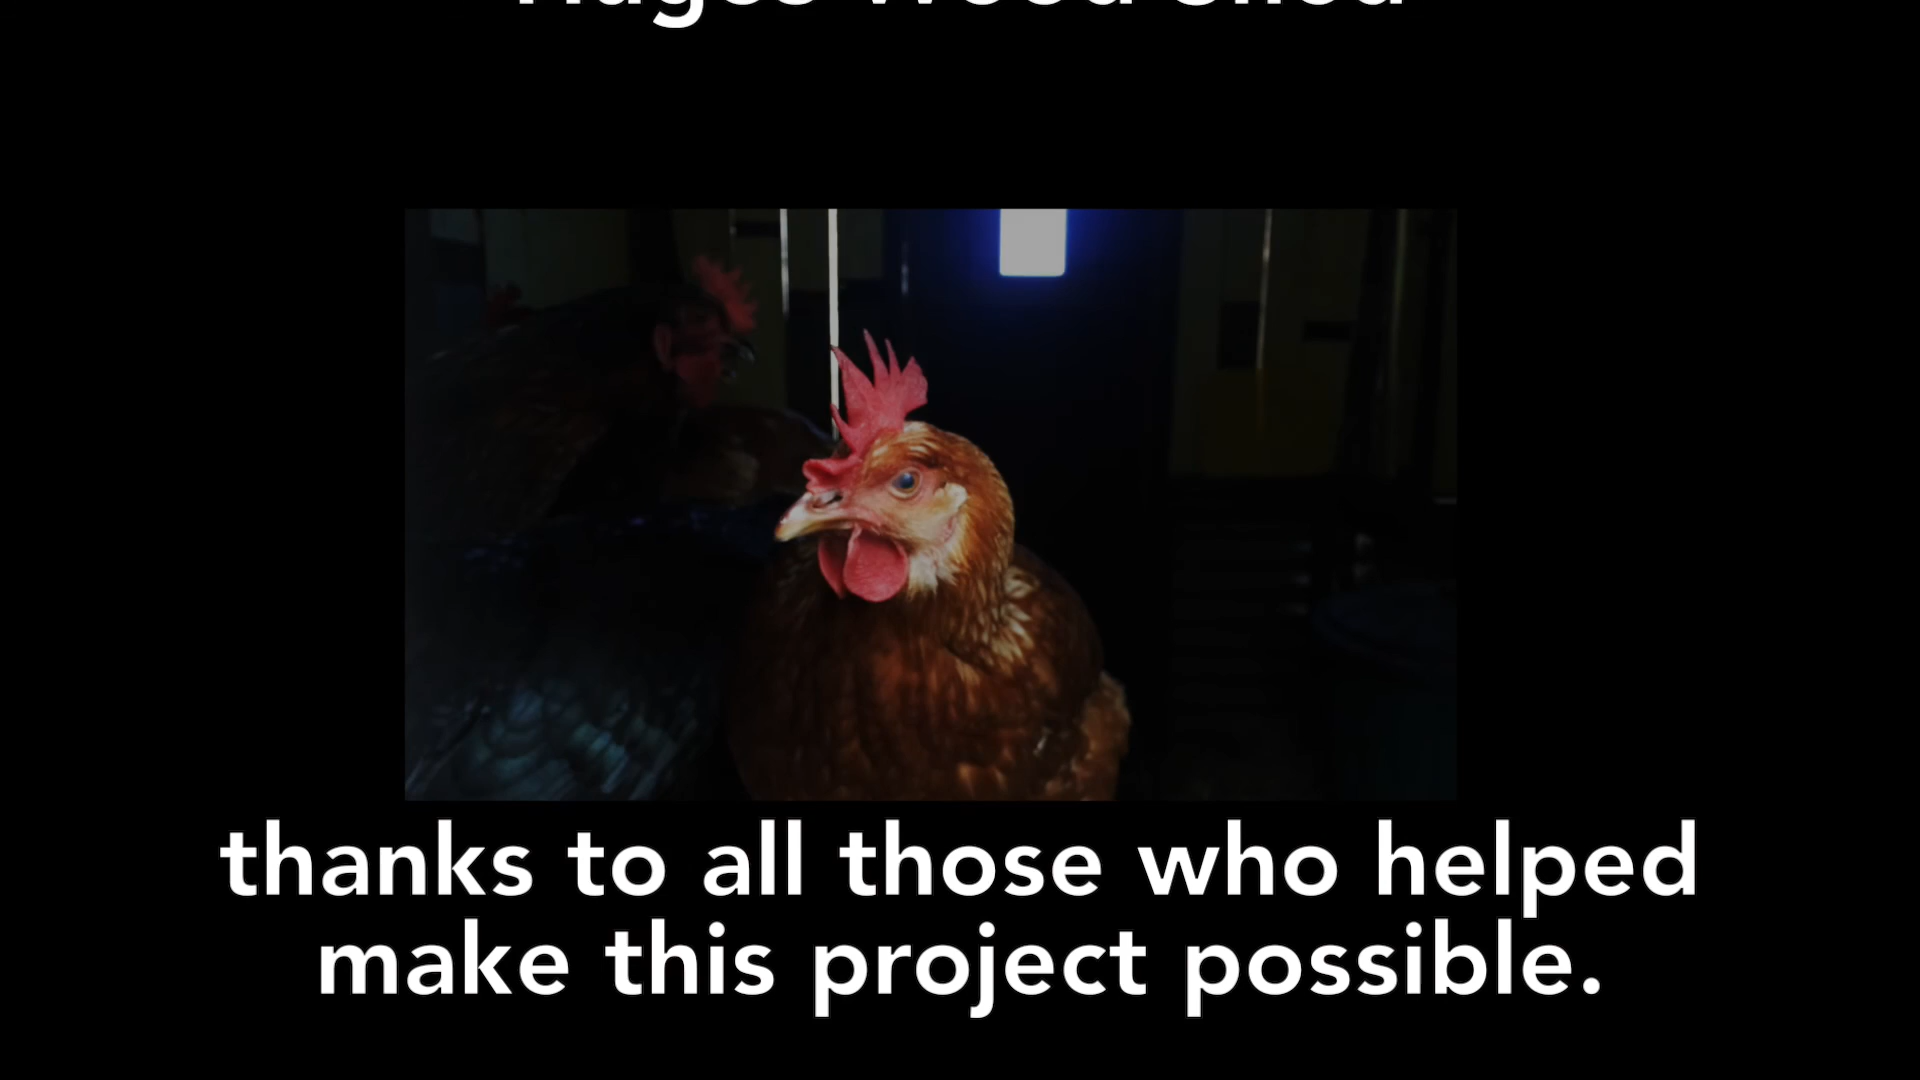 thanks to all those who helped
make this project possible.